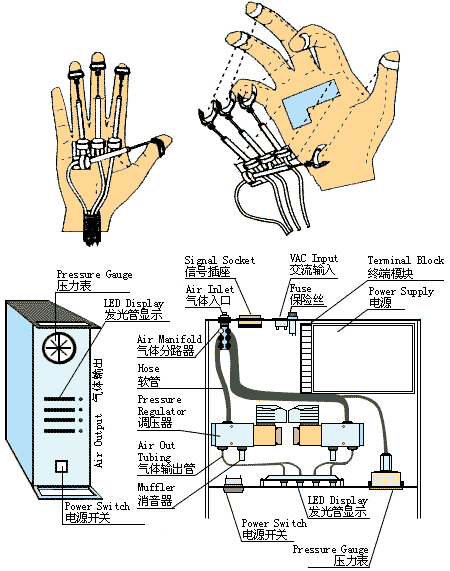 Pressure Gauge
压力表
LED Display
发光管显示
气体输出
Air Output
Power Switch
电源开关
Signal Socket
信号插座
Air Inlet
气体入口
VAC Input
交流输入
Fuse
保险丝
Terminal Block
终端模块
Power Supply
电源
Air Manifold
气体分路器
Hose
软管
Pressure
Regulator
调压器
Air Out
Tubing
气体输出管
Muffler
消音器
LED Display
发光管显示
Power Switch
电源开关
Pressure Gauge
压力表